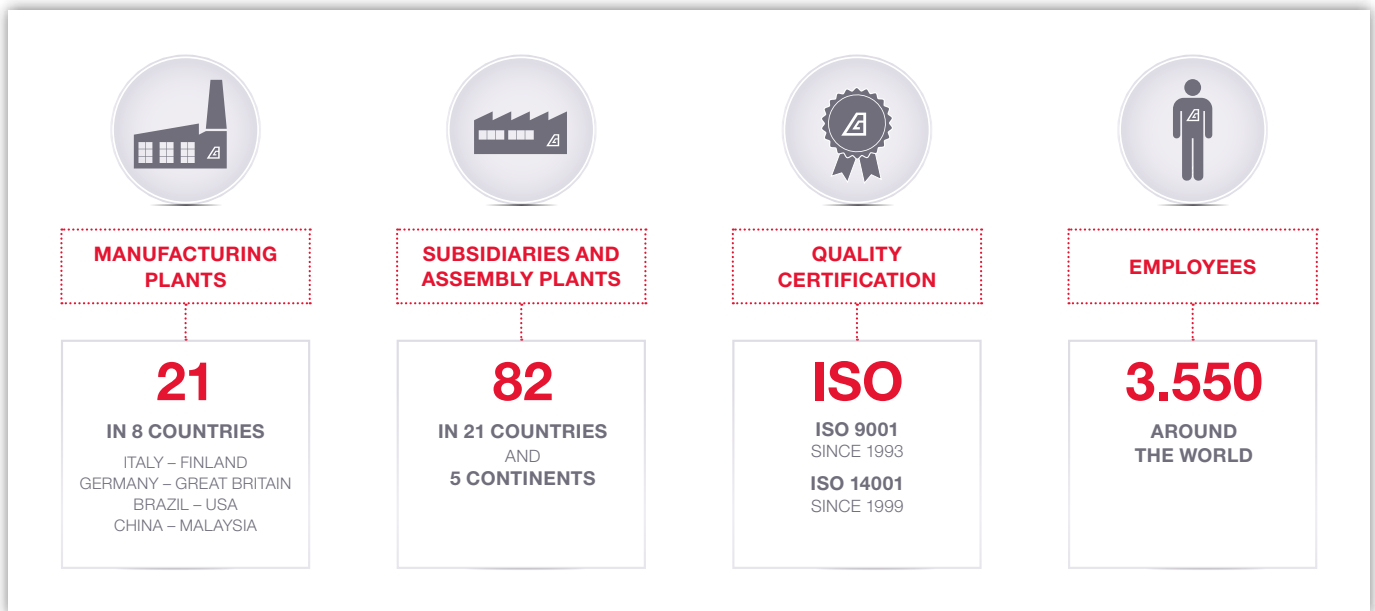 MANUFACTURING
PLANTS
21
IN 8 COUNTRIES
ITALY – FINLAND
GERMANY – GREAT BRITAIN
BRAZIL – USA
CHINA – MALAYSIA
SUBSIDIARIES AND
ASSEMBLY PLANTS
82
IN 21 COUNTRIES
AND
5 CONTINENTS
QUALITY
CERTIFICATION
ISO
ISO 9001
SINCE 1993
ISO 14001
SINCE 1999
EMPLOYEES
3.550
AROUND
THE WORLD